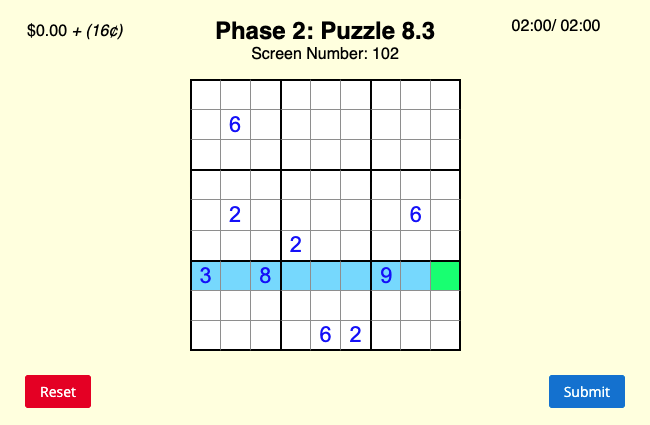 $0.00 + (16¢)
Phase 2: Puzzle 8.3
02:00/ 02:00
Screen Number: 102
6
2 6
2
3 8 9
6 2
Reset
Submit